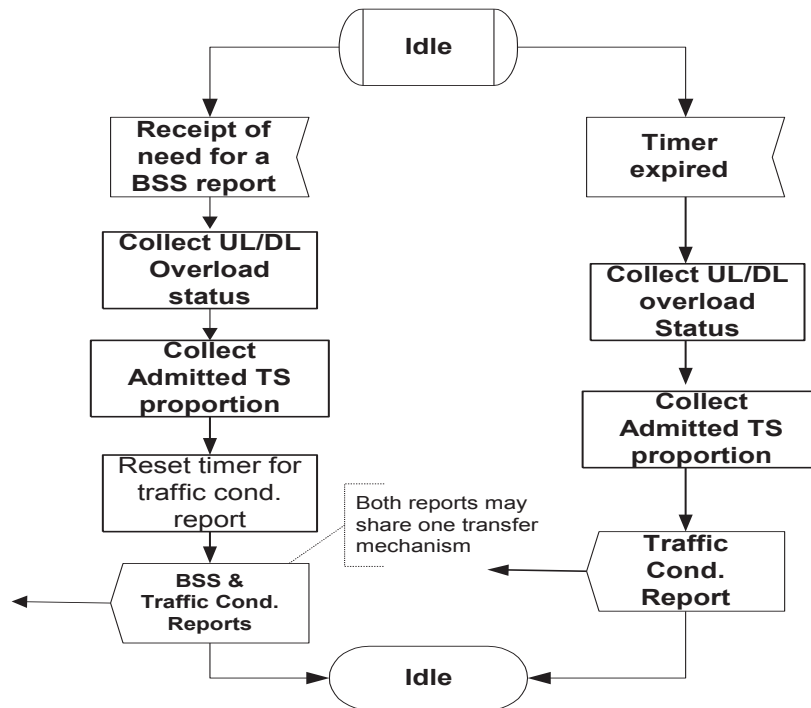 Idle
Receipt of
need for a
BSS report
Collect UL/DL
Overload
status
Collect
Admitted TS
proportion
Reset timer for
traffic cond.
report
Both reports may
share one transfer
mechanism
BSS &
Traffic Cond.
Reports
Timer
expired
Collect UL/DL
overload
Status
Collect
Admitted TS
proportion
Traffic
Cond.
Report
Idle